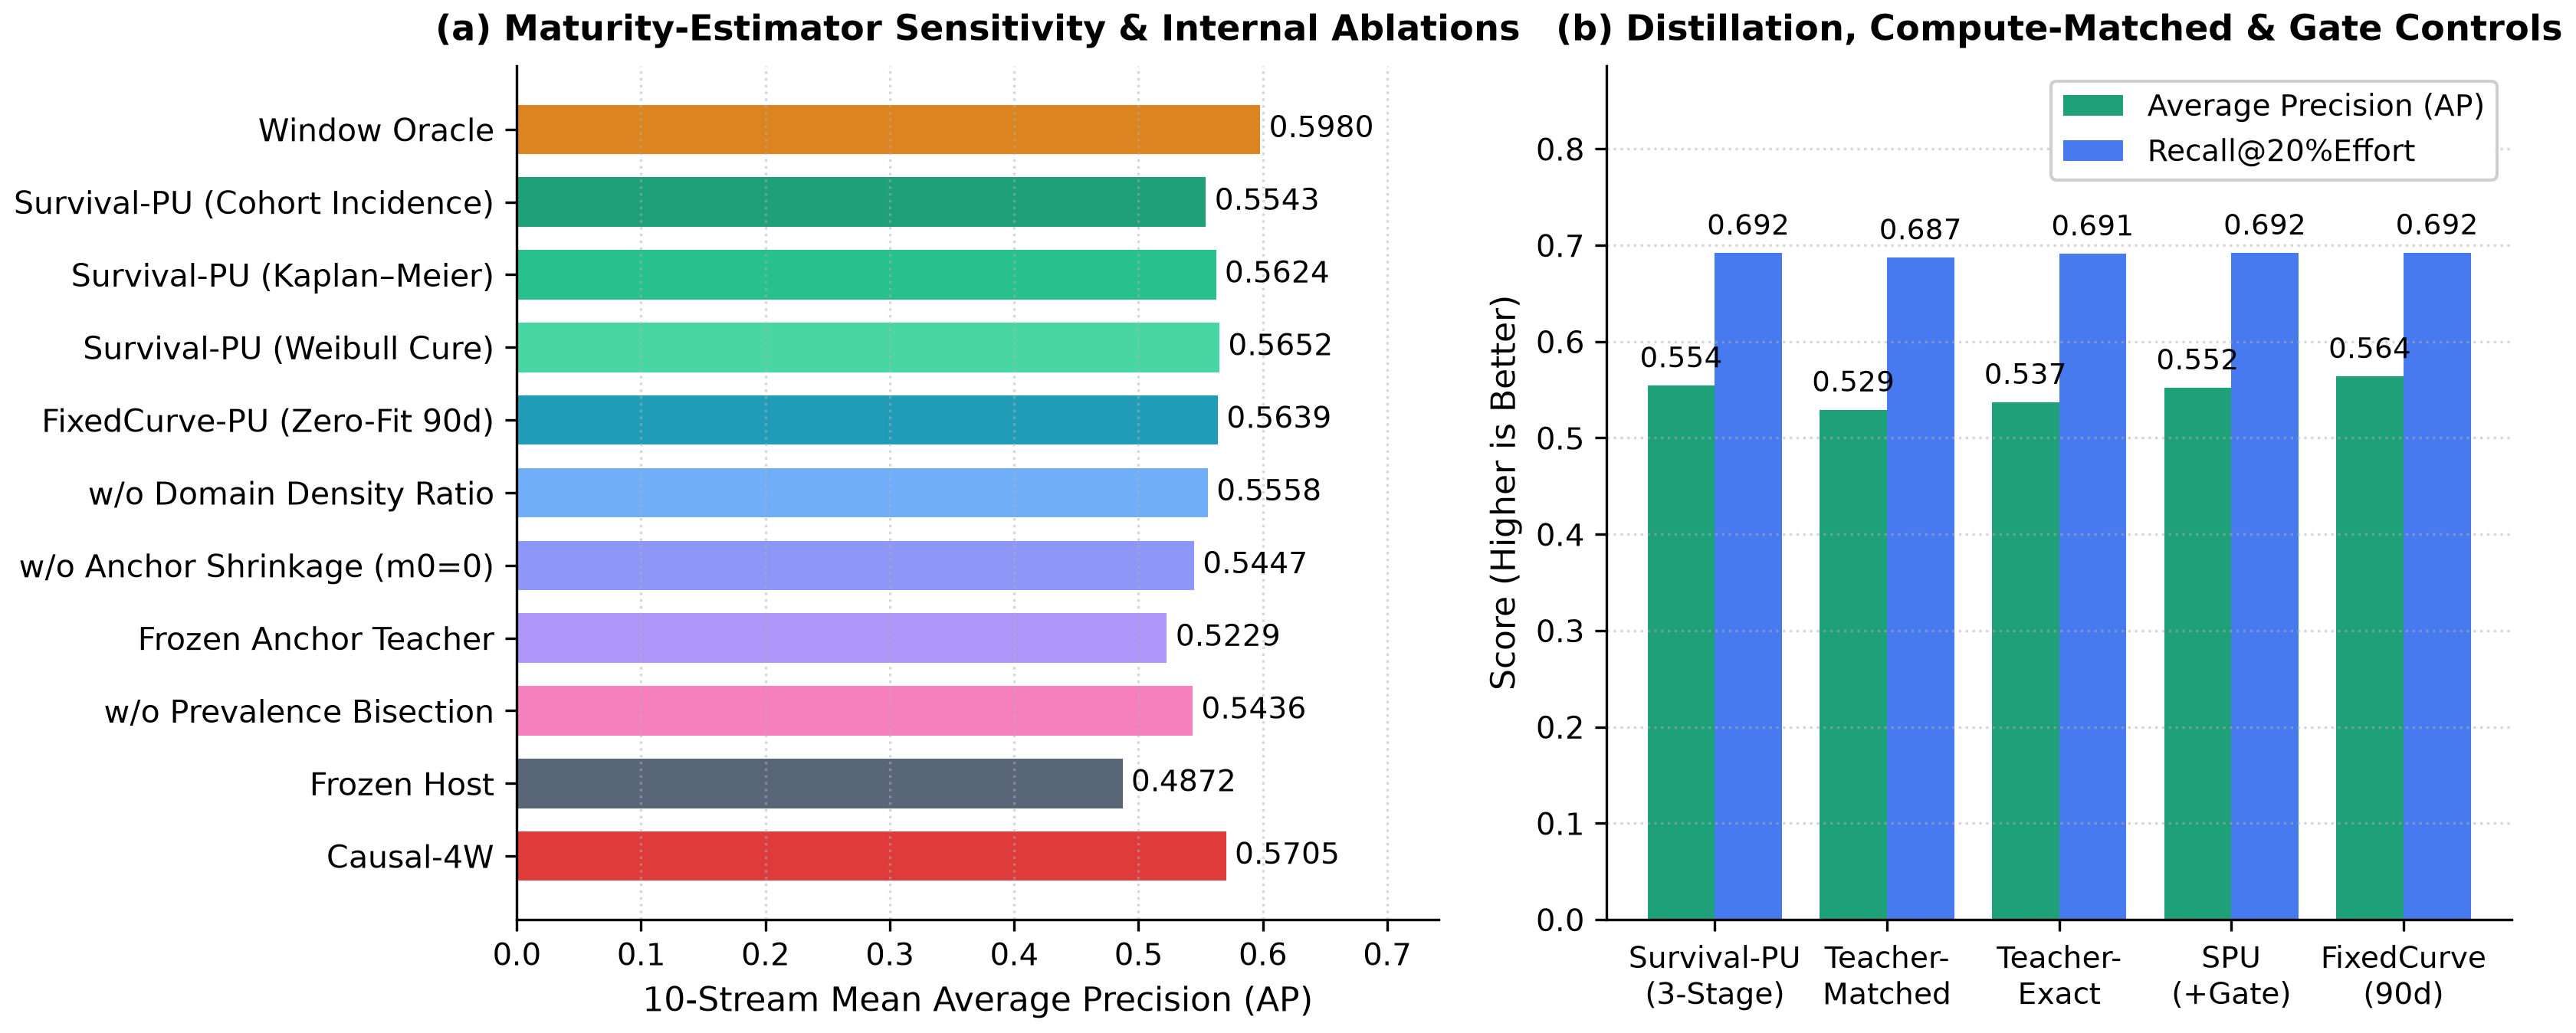 (a) Maturity-Estimator Sensitivity & Internal Ablations
Window Oracle
0.5980
Survival-PU (Cohort Incidence)
0.5543
Survival-PU (Kaplan–Meier)
0.5624
Survival-PU (Weibull Cure)
0.5652
FixedCurve-PU (Zero-Fit 90d)
0.5639
w/o Domain Density Ratio
0.5558
w/o Anchor Shrinkage (m0=0)
0.5447
Frozen Anchor Teacher
0.5229
w/o Prevalence Bisection
0.5436
Frozen Host
0.4872
Causal-4W
0.5705
0.0 0.1 0.2 0.3 0.4 0.5 0.6 0.7
10-Stream Mean Average Precision (AP)
(b) Distillation, Compute-Matched & Gate Controls
Average Precision (AP)
Recall@20%Effort
Score (Higher is Better)
0.8
0.7
0.6
0.5
0.4
0.3
0.2
0.1
0.0
0.692 0.687 0.691 0.692 0.692
0.554 0.529 0.537 0.552 0.564
Survival-PU
(3-Stage)
Teacher-
Matched
Teacher-
Exact
SPU
(+Gate)
FixedCurve
(90d)